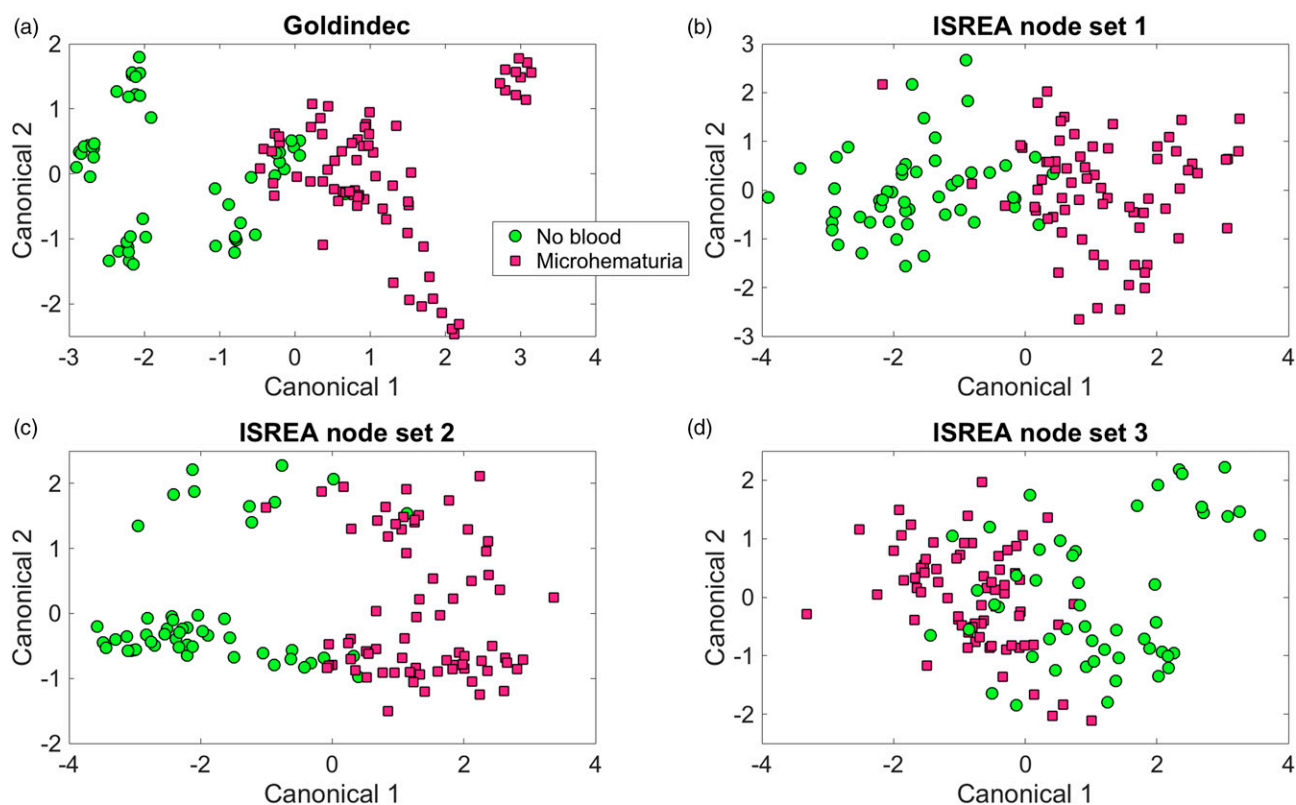 (a)
Goldindec
2
1
0
-1
-2
Canonical 2
-3
-2
-1
0
1
2
3
4
Canonical 1
No blood
Microhematuria
(b)
ISREA node set 1
3
2
1
0
-1
-2
-3
Canonical 2
-4
-2
0
2
4
Canonical 1
(c)
ISREA node set 2
2
1
0
-1
-2
Canonical 2
-4
-2
0
2
4
Canonical 1
(d)
ISREA node set 3
2
1
0
-1
-2
Canonical 2
-4
-2
0
2
4
Canonical 1